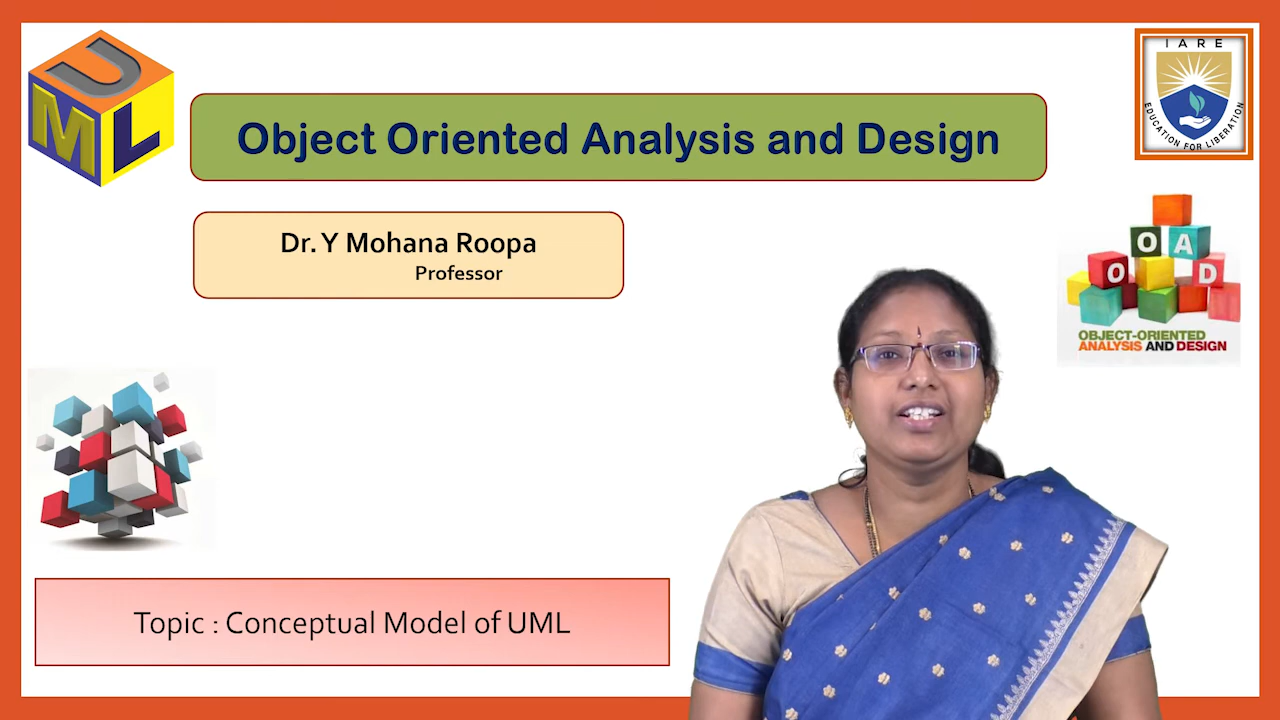 UML
Object Oriented Analysis and Design
IARE
EDUCATION FOR LIBERATION
Dr. Y Mohana Roopa
Professor
O A
O D
OBJECT-ORIENTED
ANALYSIS AND DESIGN
Topic : Conceptual Model of UML